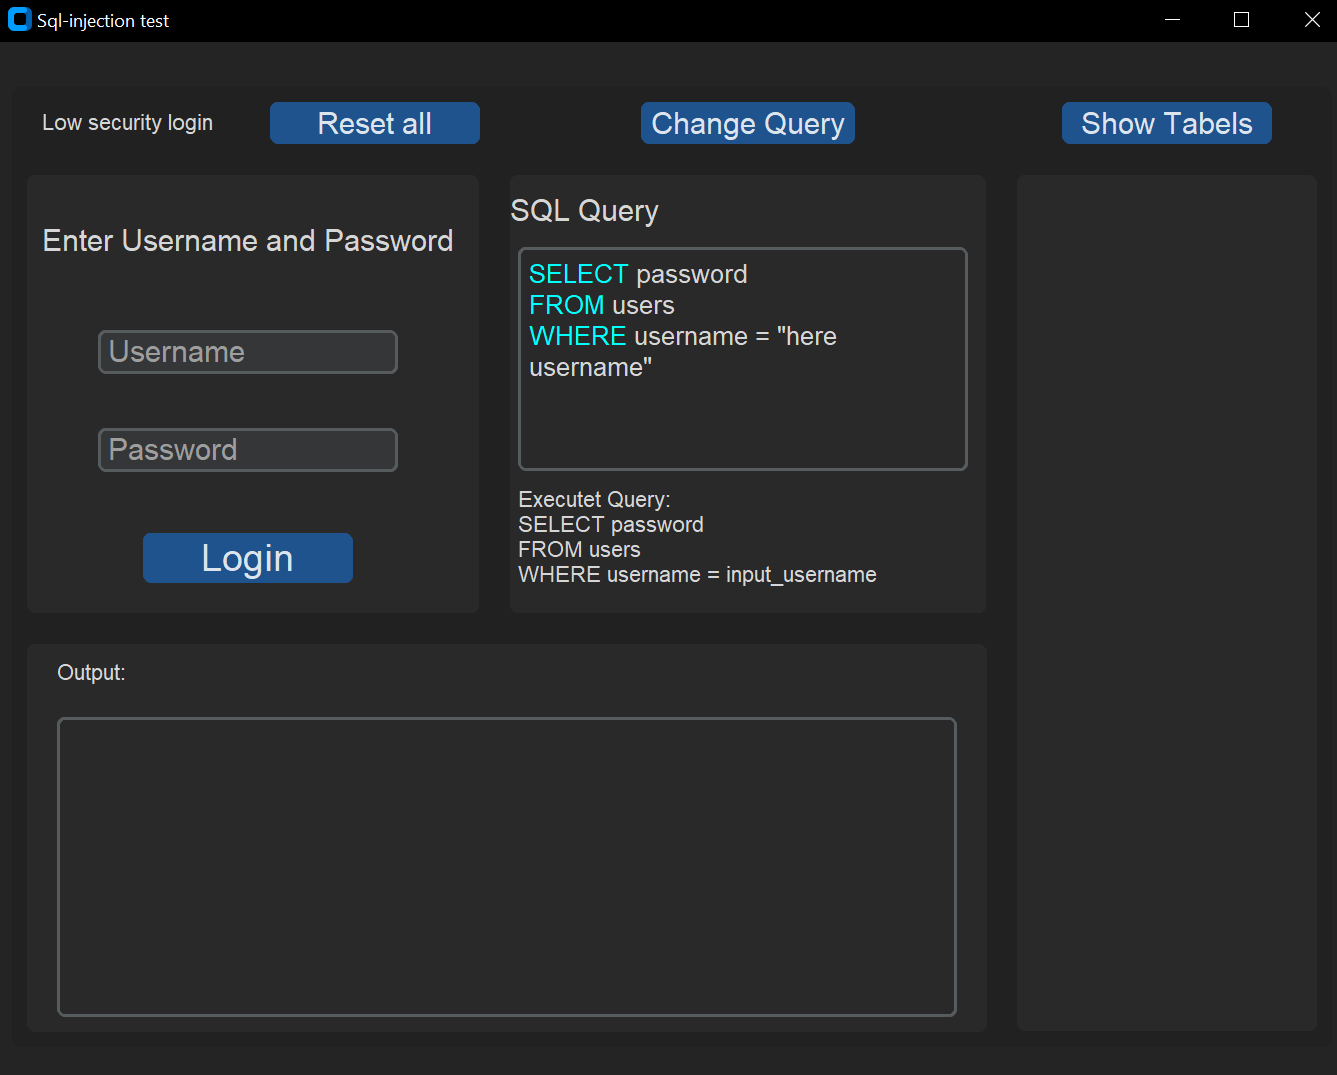 Sql-injection test
Low security login
Reset all
Change Query
Show Tabels
Enter Username and Password
Username
Password
Login
SQL Query
SELECT password
FROM users
WHERE username = "here
username"
Executet Query:
SELECT password
FROM users
WHERE username = input_username
Output: